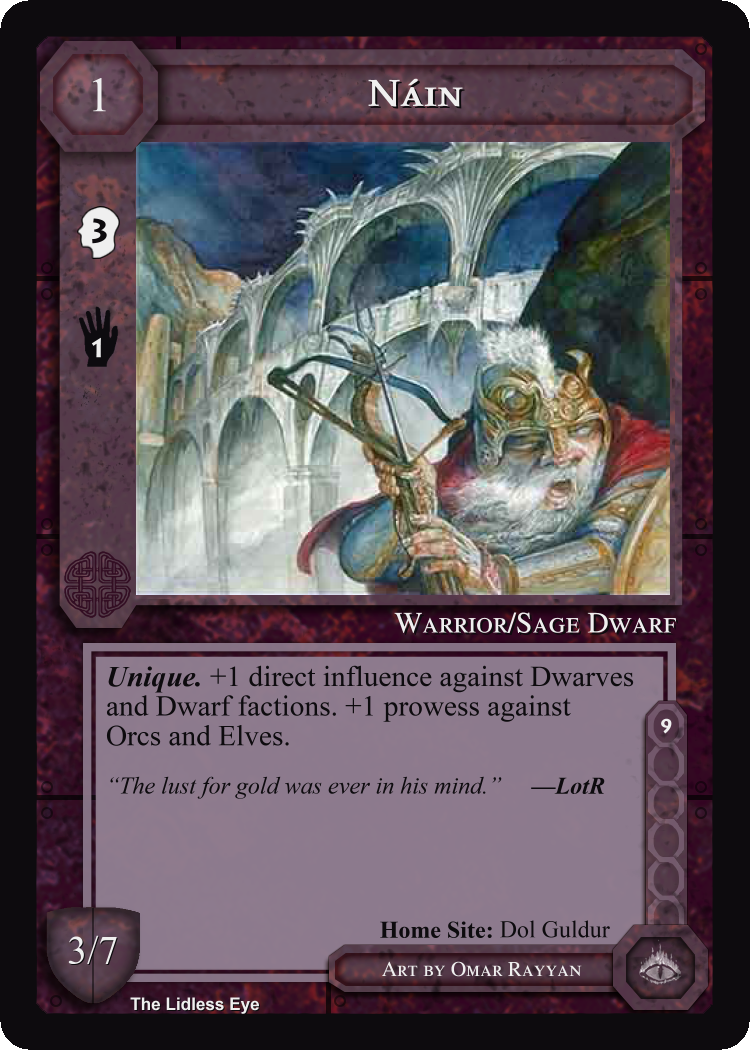 1
NÁIN
3
1
WARRIOR/SAGE DWARF
Unique. +1 direct influence against Dwarves
and Dwarf factions. +1 prowess against
Orcs and Elves.
9
“The lust for gold was ever in his mind.” —LotR
Home Site: Dol Guldur
3/7
ART BY OMAR RAYYAN
The Lidless Eye